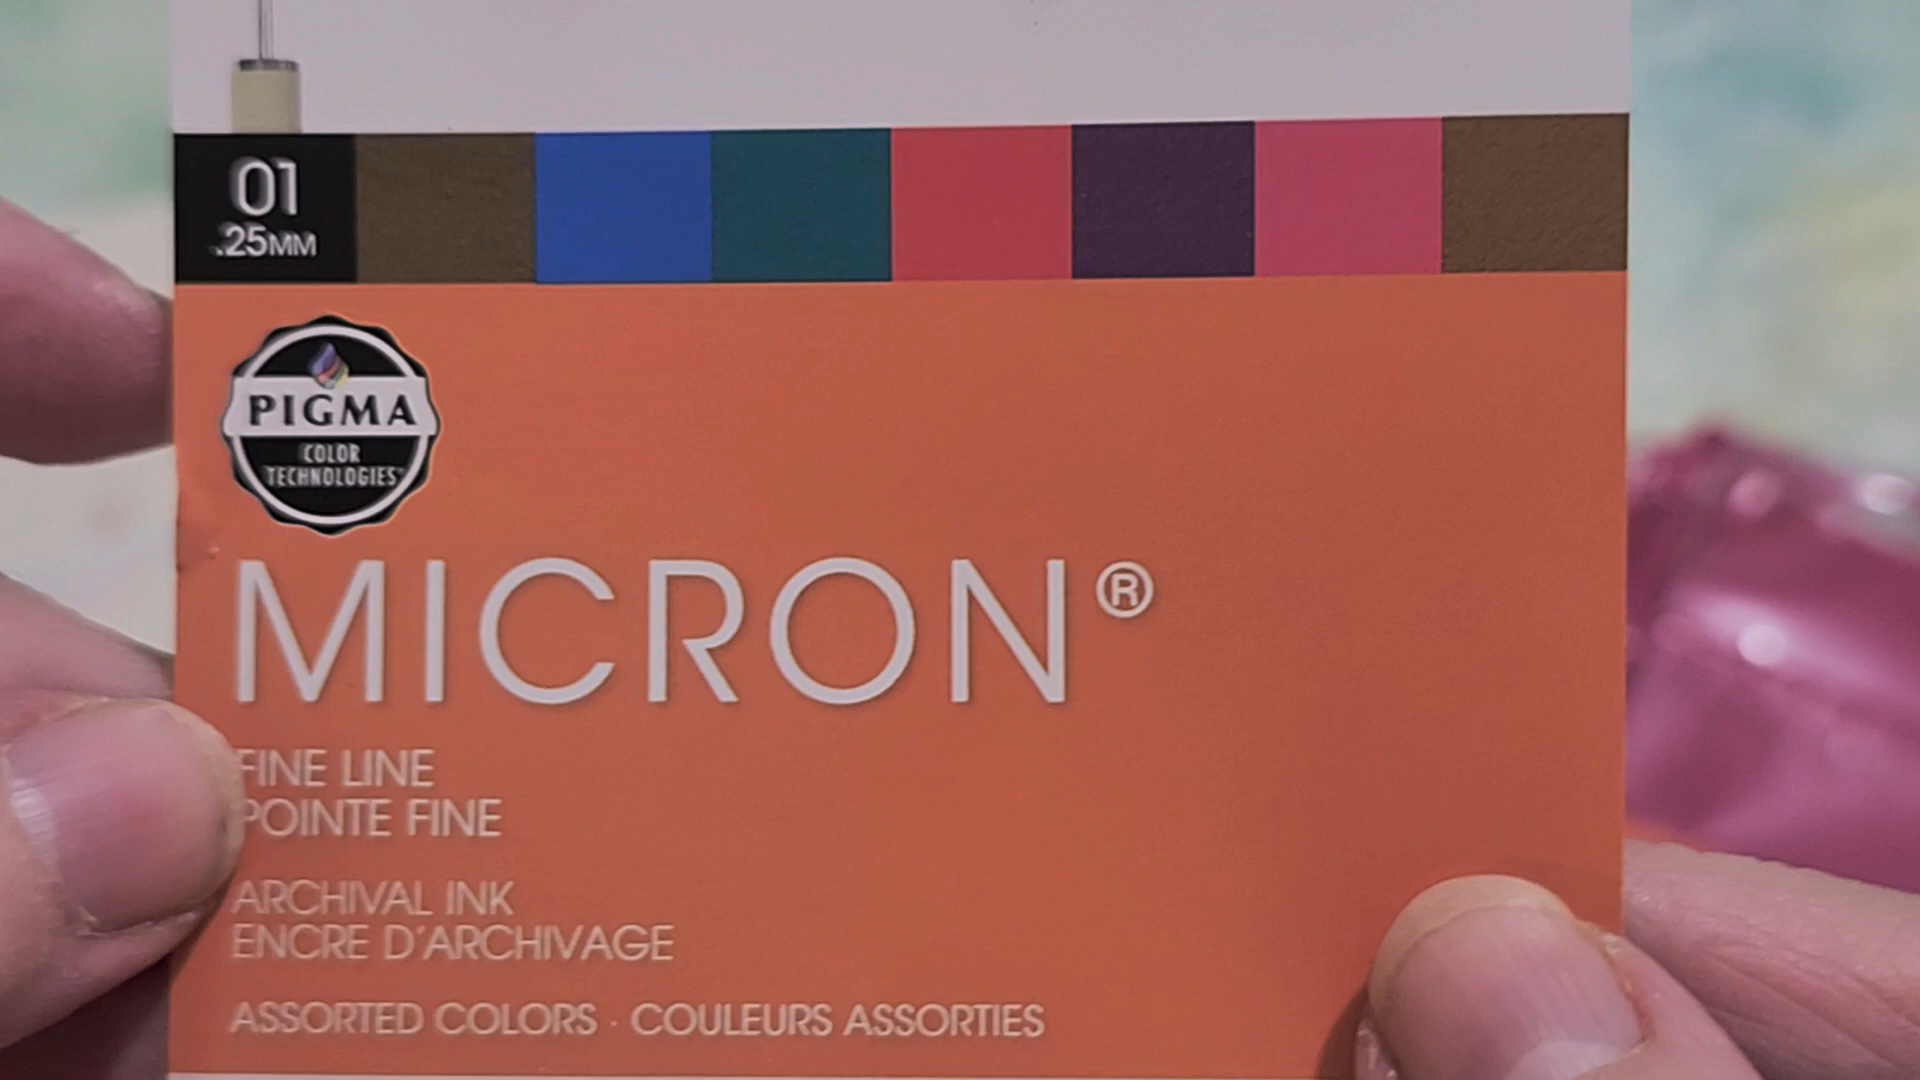 01
.25MM
PIGMA
COLOR
TECHNOLOGIES
MICRON®
FINE LINE
POINTE FINE
ARCHIVAL INK
ENCRE D'ARCHIVAGE
ASSORTED COLORS · COULEURS ASSORTIES